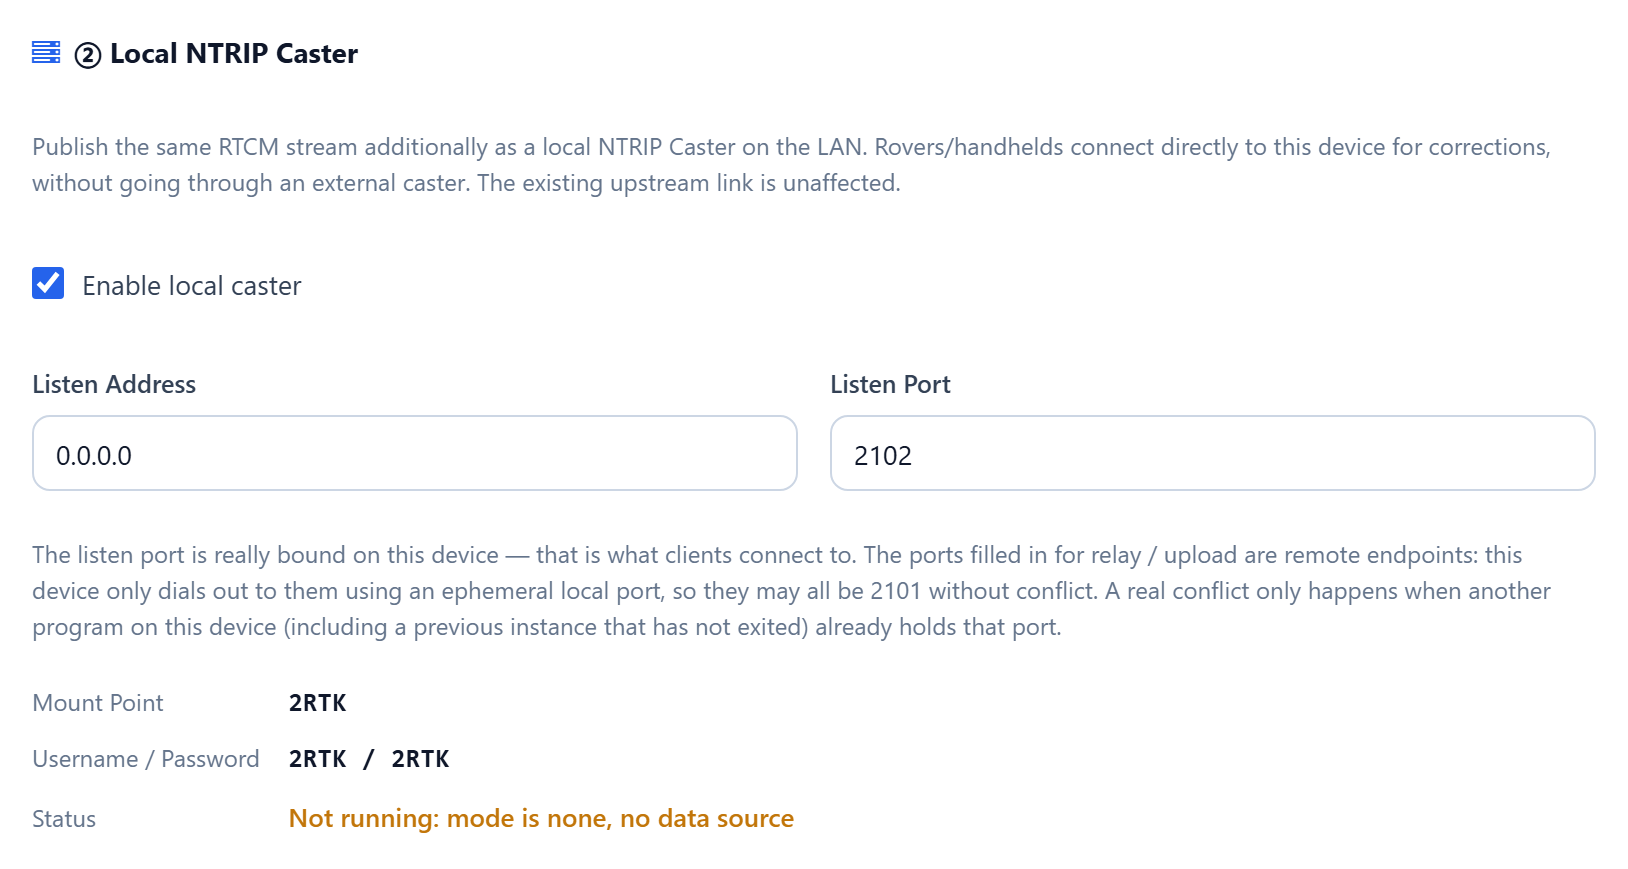 ② Local NTRIP Caster
Publish the same RTCM stream additionally as a local NTRIP Caster on the LAN. Rovers/handhelds connect directly to this device for corrections,
without going through an external caster. The existing upstream link is unaffected.
Enable local caster
Listen Address
Listen Port
0.0.0.0
2102
The listen port is really bound on this device — that is what clients connect to. The ports filled in for relay / upload are remote endpoints: this
device only dials out to them using an ephemeral local port, so they may all be 2101 without conflict. A real conflict only happens when another
program on this device (including a previous instance that has not exited) already holds that port.
Mount Point 2RTK
Username / Password 2RTK / 2RTK
Status Not running: mode is none, no data source